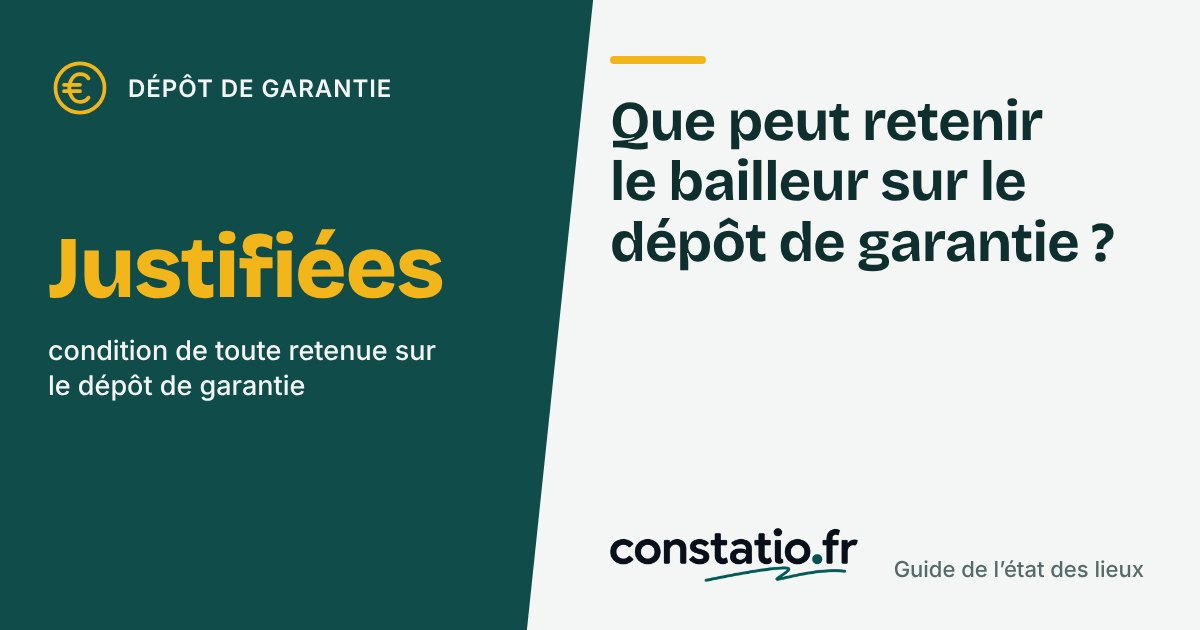 € DÉPÔT DE GARANTIE
Justifiées
condition de toute retenue sur
le dépôt de garantie
Que peut retenir
le bailleur sur le
dépôt de garantie ?
constatio.fr
Guide de l’état des lieux